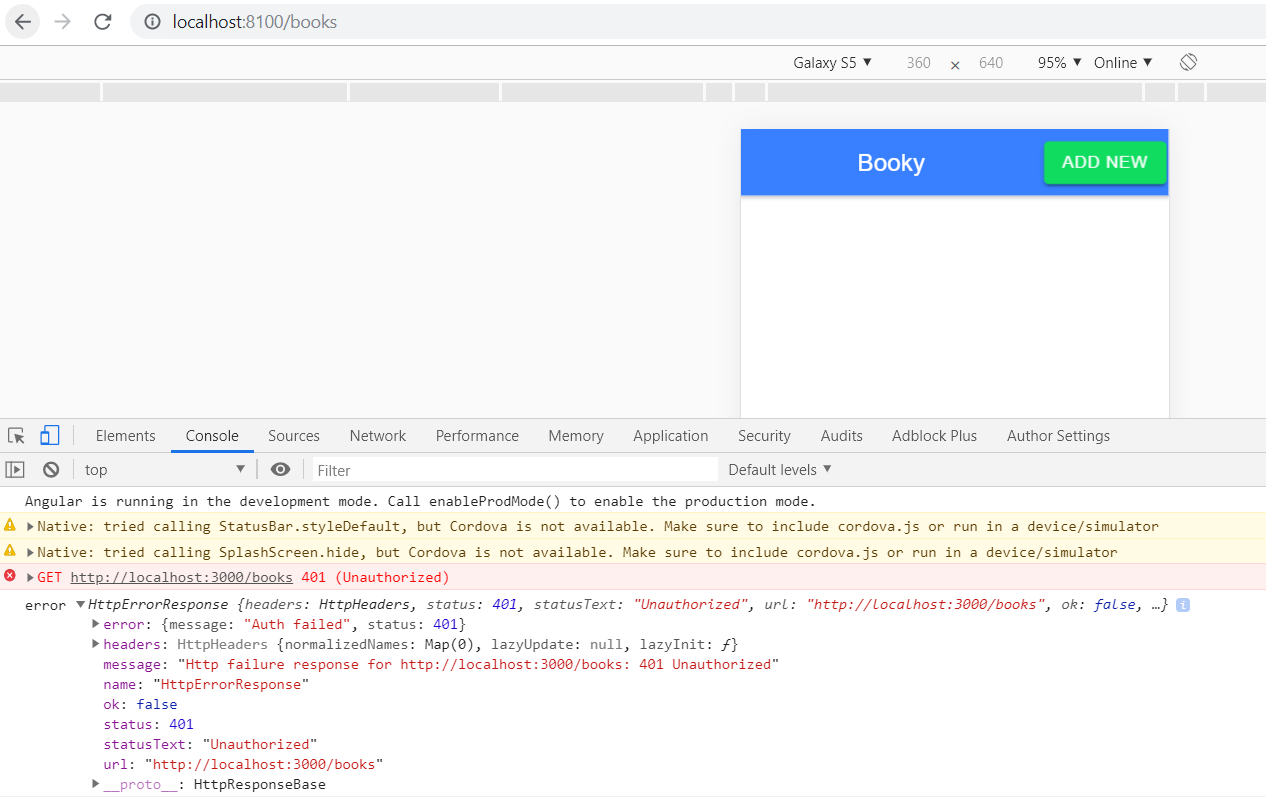 localhost:8100/books
Galaxy S5 ▼ 360 × 640 95% ▼ Online ▼
Booky
ADD NEW
Elements Console Sources Network Performance Memory Application Security Audits Adblock Plus Author Settings
top ▼ Filter Default levels ▼
Angular is running in the development mode. Call enableProdMode() to enable the production mode.
▶Native: tried calling StatusBar.styleDefault, but Cordova is not available. Make sure to include cordova.js or run in a device/simulator
▶Native: tried calling SplashScreen.hide, but Cordova is not available. Make sure to include cordova.js or run in a device/simulator
▶GET http://localhost:3000/books 401 (Unauthorized)
error ▼HttpErrorResponse {headers: HttpHeaders, status: 401, statusText: "Unauthorized", url: "http://localhost:3000/books", ok: false, …} i
▶error: {message: "Auth failed", status: 401}
▶headers: HttpHeaders {normalizedNames: Map(0), lazyUpdate: null, lazyInit: ƒ}
message: "Http failure response for http://localhost:3000/books: 401 Unauthorized"
name: "HttpErrorResponse"
ok: false
status: 401
statusText: "Unauthorized"
url: "http://localhost:3000/books"
▶__proto__: HttpResponseBase